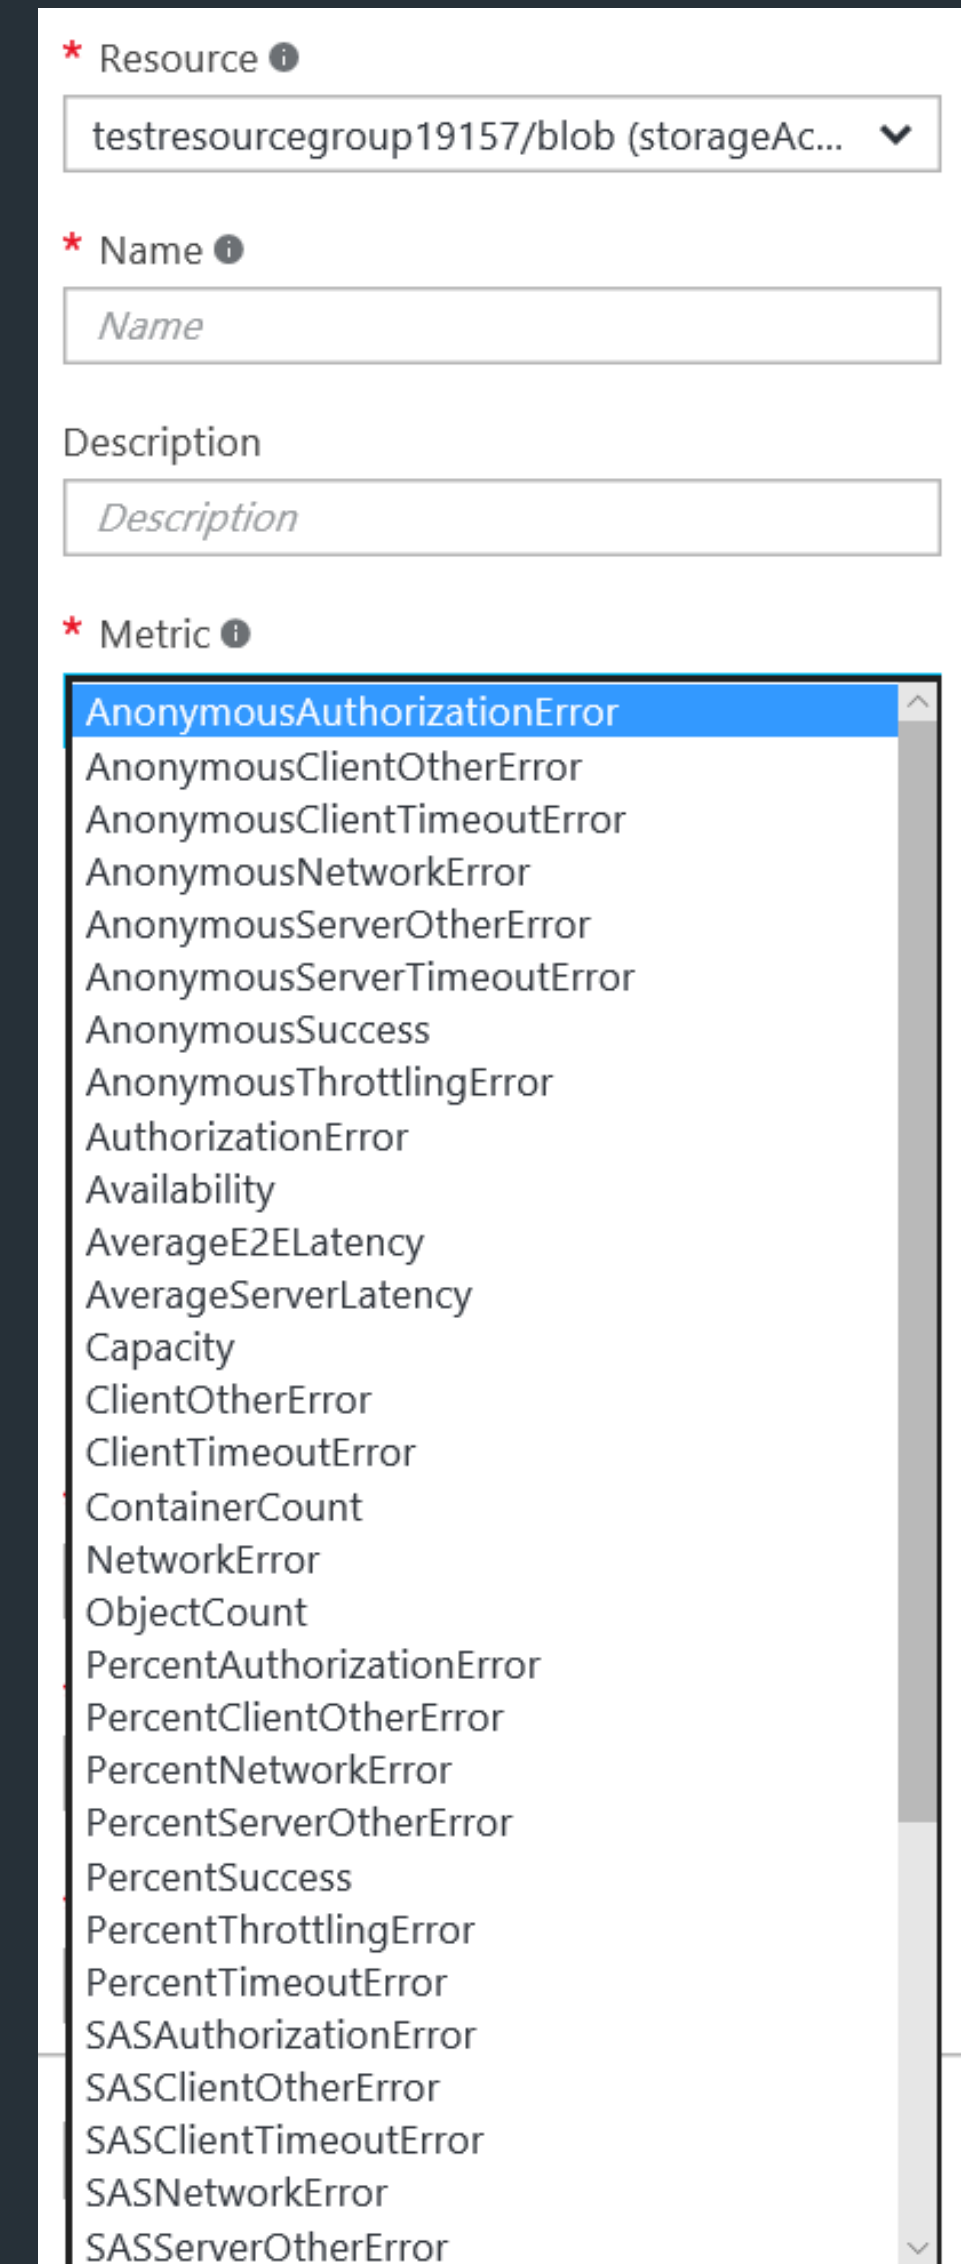 * Resource
testresourcegroup19157/blob (storageAc...
* Name
Name
Description
Description
* Metric
AnonymousAuthorizationError
AnonymousClientOtherError
AnonymousClientTimeoutError
AnonymousNetworkError
AnonymousServerOtherError
AnonymousServerTimeoutError
AnonymousSuccess
AnonymousThrottlingError
AuthorizationError
Availability
AverageE2ELatency
AverageServerLatency
Capacity
ClientOtherError
ClientTimeoutError
ContainerCount
NetworkError
ObjectCount
PercentAuthorizationError
PercentClientOtherError
PercentNetworkError
PercentServerOtherError
PercentSuccess
PercentThrottlingError
PercentTimeoutError
SASAuthorizationError
SASClientOtherError
SASClientTimeoutError
SASNetworkError
SASServerOtherError